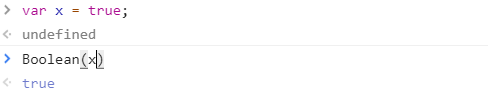 var x = true;
undefined
Boolean(x)
true